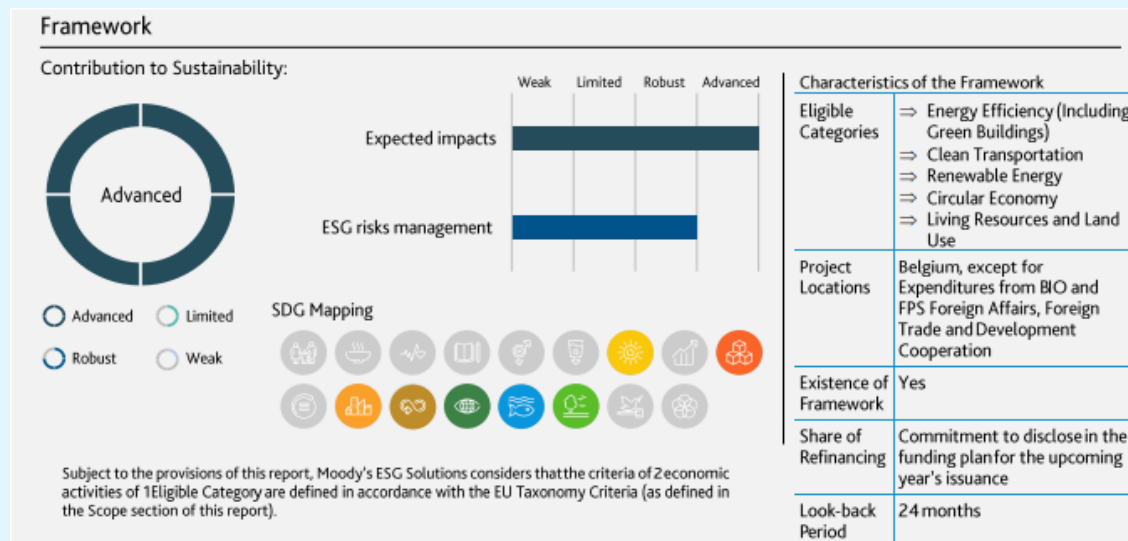 Framework
Contribution to Sustainability:
Advanced
Advanced
Limited
Robust
Weak
Weak
Limited
Robust
Advanced
Expected impacts
ESG risks management
SDG Mapping
Subject to the provisions of this report, Moody's ESG Solutions considers that the criteria of 2 economic
activities of 1 Eligible Category are defined in accordance with the EU Taxonomy Criteria (as defined in
the Scope section of this report).
Characteristics of the Framework
Eligible
Categories
⇒ Energy Efficiency (Including
Green Buildings)
⇒ Clean Transportation
⇒ Renewable Energy
⇒ Circular Economy
⇒ Living Resources and Land
Use
Project
Locations
Belgium, except for
Expenditures from BIO and
FPS Foreign Affairs, Foreign
Trade and Development
Cooperation
Existence of
Framework
Yes
Share of
Refinancing
Commitment to disclose in the
funding plan for the upcoming
year's issuance
Look-back
Period
24 months